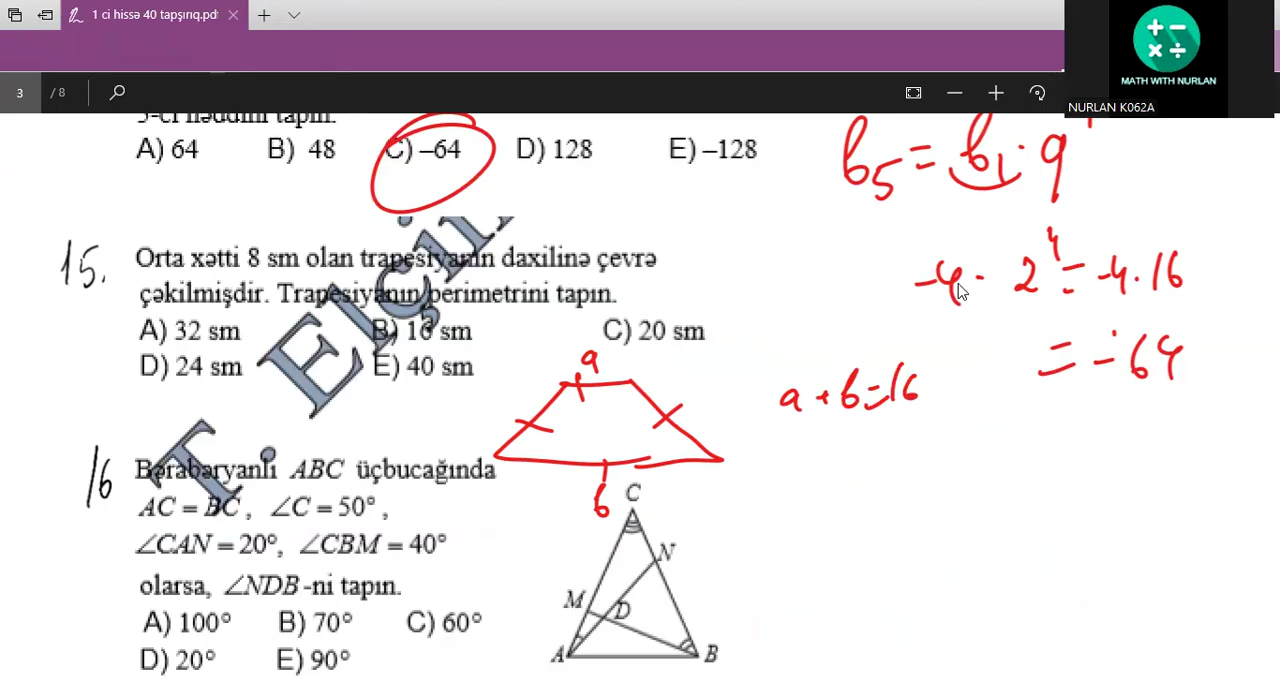 1 ci hissə 40 tapşırıq.pdf
MATH WITH NURLAN
3 / 8
NURLAN K062A
5-ci həddini tapın.
A) 64 B) 48 C) –64 D) 128 E) –128
b₅ = b₁ · q⁴
-4 · 2⁴ = -4 · 16
= -64
15.
Orta xətti 8 sm olan trapesiyanın daxilinə çevrə
çəkilmişdir. Trapesiyanın perimetrini tapın.
A) 32 sm B) 16 sm C) 20 sm
D) 24 sm E) 40 sm
a
a + b = 16
b
T. Elçin
16
Bərabəryanlı ABC üçbucağında
AC = BC, ∠C = 50°,
∠CAN = 20°, ∠CBM = 40°
olarsa, ∠NDB -ni tapın.
A) 100° B) 70° C) 60°
D) 20° E) 90°
C
N
M
D
A B